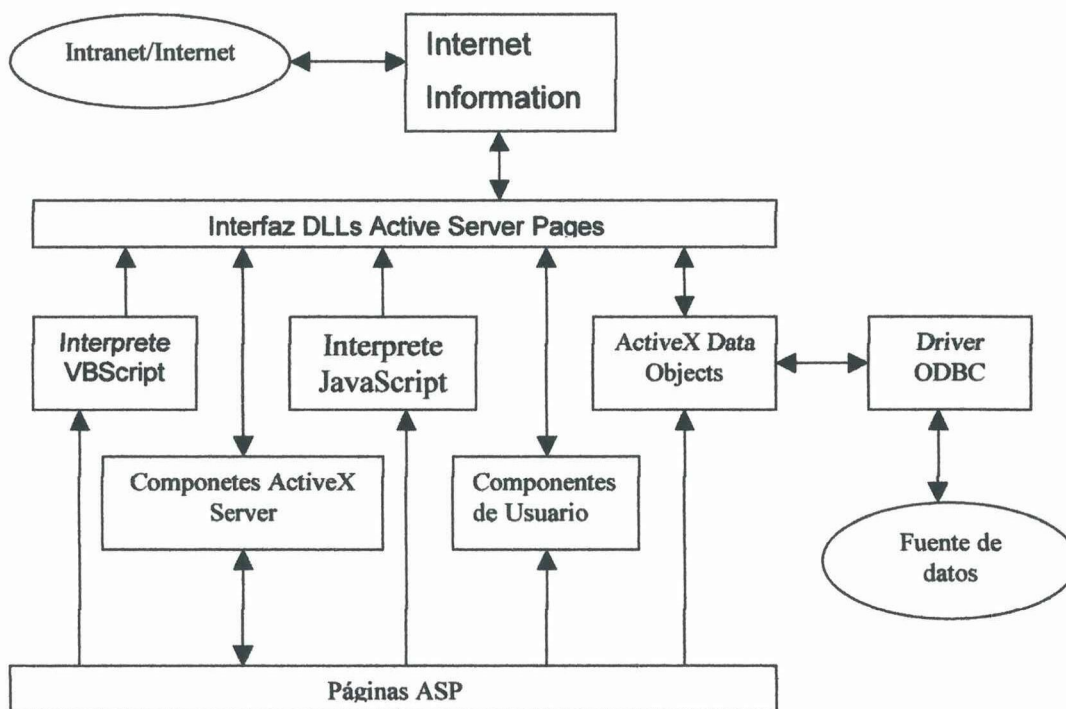 Intranet/Internet
Internet
Information
Interfaz DLLs Active Server Pages
Interprete
VBScript
Interprete
JavaScript
ActiveX Data
Objects
Driver
ODBC
Componetes ActiveX
Server
Componentes
de Usuario
Fuente de
datos
Páginas ASP